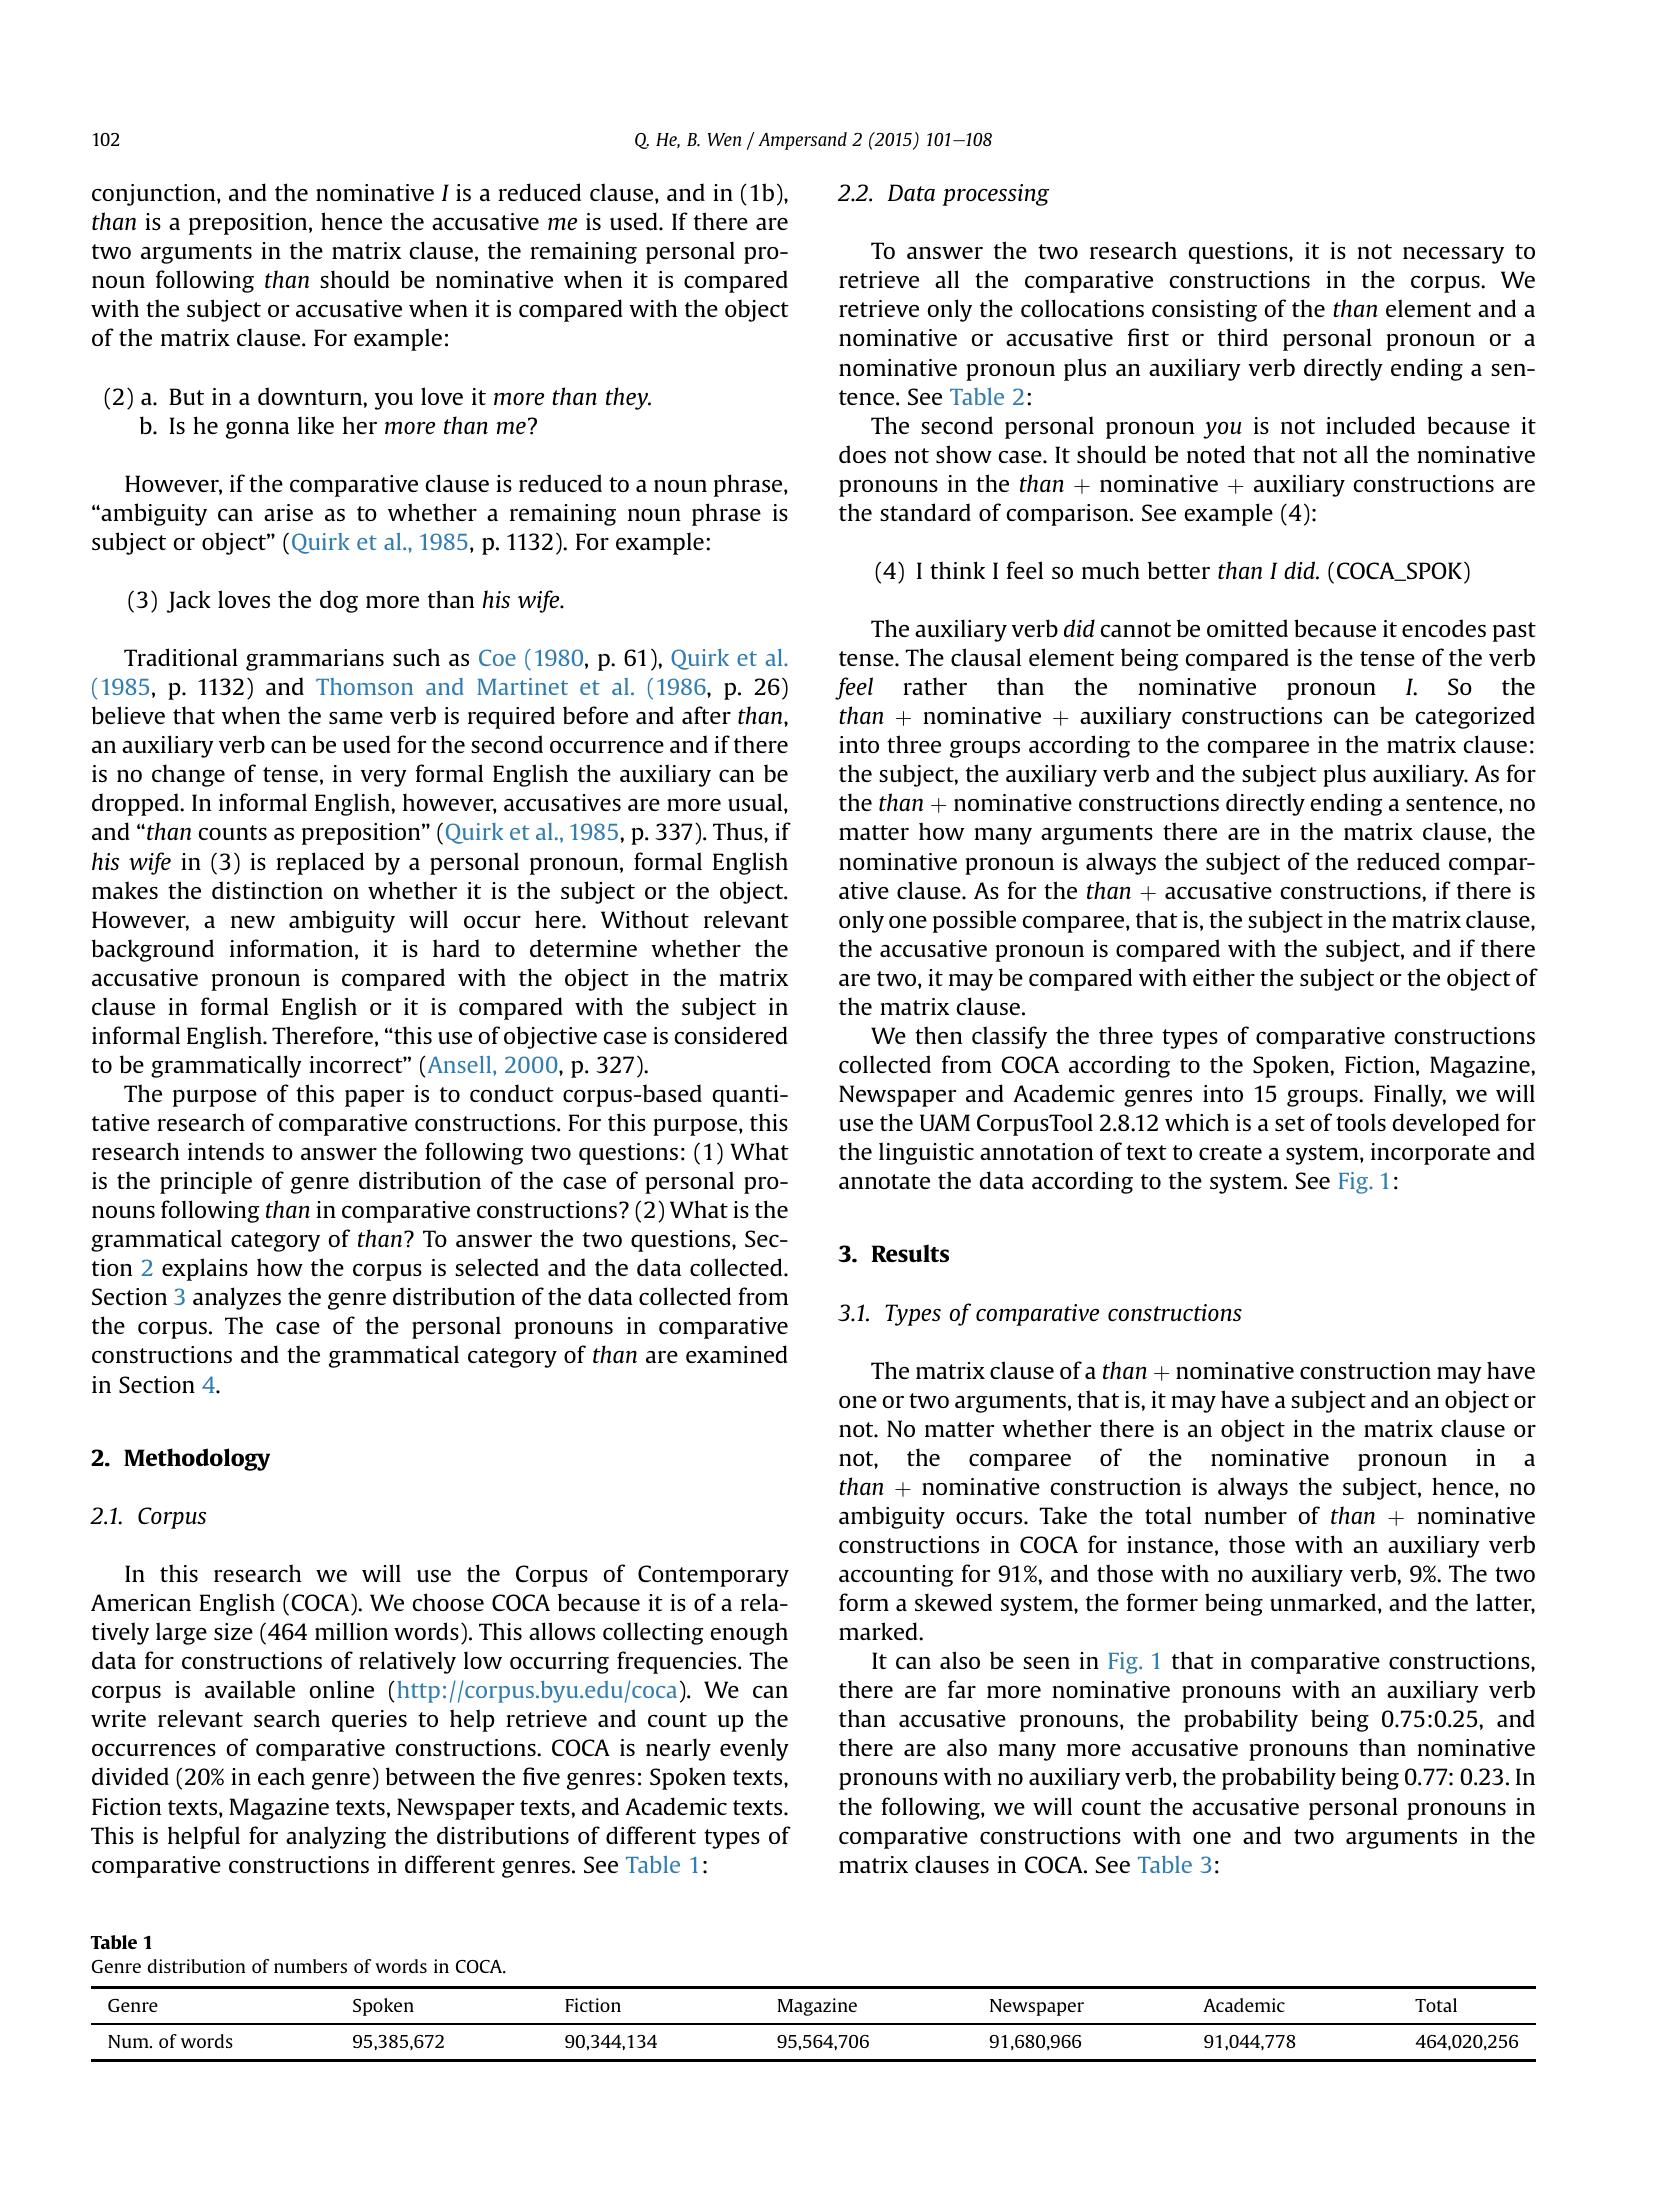 102
Q. He, B. Wen / Ampersand 2 (2015) 101–108
conjunction, and the nominative I is a reduced clause, and in (1b),
than is a preposition, hence the accusative me is used. If there are
two arguments in the matrix clause, the remaining personal pro-
noun following than should be nominative when it is compared
with the subject or accusative when it is compared with the object
of the matrix clause. For example:
(2) a. But in a downturn, you love it more than they.
b. Is he gonna like her more than me?
However, if the comparative clause is reduced to a noun phrase,
“ambiguity can arise as to whether a remaining noun phrase is
subject or object” (Quirk et al., 1985, p. 1132). For example:
(3) Jack loves the dog more than his wife.
Traditional grammarians such as Coe (1980, p. 61), Quirk et al.
(1985, p. 1132) and Thomson and Martinet et al. (1986, p. 26)
believe that when the same verb is required before and after than,
an auxiliary verb can be used for the second occurrence and if there
is no change of tense, in very formal English the auxiliary can be
dropped. In informal English, however, accusatives are more usual,
and “than counts as preposition” (Quirk et al., 1985, p. 337). Thus, if
his wife in (3) is replaced by a personal pronoun, formal English
makes the distinction on whether it is the subject or the object.
However, a new ambiguity will occur here. Without relevant
background information, it is hard to determine whether the
accusative pronoun is compared with the object in the matrix
clause in formal English or it is compared with the subject in
informal English. Therefore, “this use of objective case is considered
to be grammatically incorrect” (Ansell, 2000, p. 327).
The purpose of this paper is to conduct corpus-based quanti-
tative research of comparative constructions. For this purpose, this
research intends to answer the following two questions: (1) What
is the principle of genre distribution of the case of personal pro-
nouns following than in comparative constructions? (2) What is the
grammatical category of than? To answer the two questions, Sec-
tion 2 explains how the corpus is selected and the data collected.
Section 3 analyzes the genre distribution of the data collected from
the corpus. The case of the personal pronouns in comparative
constructions and the grammatical category of than are examined
in Section 4.
2. Methodology
2.1. Corpus
In this research we will use the Corpus of Contemporary
American English (COCA). We choose COCA because it is of a rela-
tively large size (464 million words). This allows collecting enough
data for constructions of relatively low occurring frequencies. The
corpus is available online (http://corpus.byu.edu/coca). We can
write relevant search queries to help retrieve and count up the
occurrences of comparative constructions. COCA is nearly evenly
divided (20% in each genre) between the five genres: Spoken texts,
Fiction texts, Magazine texts, Newspaper texts, and Academic texts.
This is helpful for analyzing the distributions of different types of
comparative constructions in different genres. See Table 1:
2.2. Data processing
To answer the two research questions, it is not necessary to
retrieve all the comparative constructions in the corpus. We
retrieve only the collocations consisting of the than element and a
nominative or accusative first or third personal pronoun or a
nominative pronoun plus an auxiliary verb directly ending a sen-
tence. See Table 2:
The second personal pronoun you is not included because it
does not show case. It should be noted that not all the nominative
pronouns in the than + nominative + auxiliary constructions are
the standard of comparison. See example (4):
(4) I think I feel so much better than I did. (COCA_SPOK)
The auxiliary verb did cannot be omitted because it encodes past
tense. The clausal element being compared is the tense of the verb
feel rather than the nominative pronoun I. So the
than + nominative + auxiliary constructions can be categorized
into three groups according to the comparee in the matrix clause:
the subject, the auxiliary verb and the subject plus auxiliary. As for
the than + nominative constructions directly ending a sentence, no
matter how many arguments there are in the matrix clause, the
nominative pronoun is always the subject of the reduced compar-
ative clause. As for the than + accusative constructions, if there is
only one possible comparee, that is, the subject in the matrix clause,
the accusative pronoun is compared with the subject, and if there
are two, it may be compared with either the subject or the object of
the matrix clause.
We then classify the three types of comparative constructions
collected from COCA according to the Spoken, Fiction, Magazine,
Newspaper and Academic genres into 15 groups. Finally, we will
use the UAM CorpusTool 2.8.12 which is a set of tools developed for
the linguistic annotation of text to create a system, incorporate and
annotate the data according to the system. See Fig. 1:
3. Results
3.1. Types of comparative constructions
The matrix clause of a than + nominative construction may have
one or two arguments, that is, it may have a subject and an object or
not. No matter whether there is an object in the matrix clause or
not, the comparee of the nominative pronoun in a
than + nominative construction is always the subject, hence, no
ambiguity occurs. Take the total number of than + nominative
constructions in COCA for instance, those with an auxiliary verb
accounting for 91%, and those with no auxiliary verb, 9%. The two
form a skewed system, the former being unmarked, and the latter,
marked.
It can also be seen in Fig. 1 that in comparative constructions,
there are far more nominative pronouns with an auxiliary verb
than accusative pronouns, the probability being 0.75:0.25, and
there are also many more accusative pronouns than nominative
pronouns with no auxiliary verb, the probability being 0.77: 0.23. In
the following, we will count the accusative personal pronouns in
comparative constructions with one and two arguments in the
matrix clauses in COCA. See Table 3:
Table 1
Genre distribution of numbers of words in COCA.
Genre Spoken Fiction Magazine Newspaper Academic Total
Num. of words 95,385,672 90,344,134 95,564,706 91,680,966 91,044,778 464,020,256